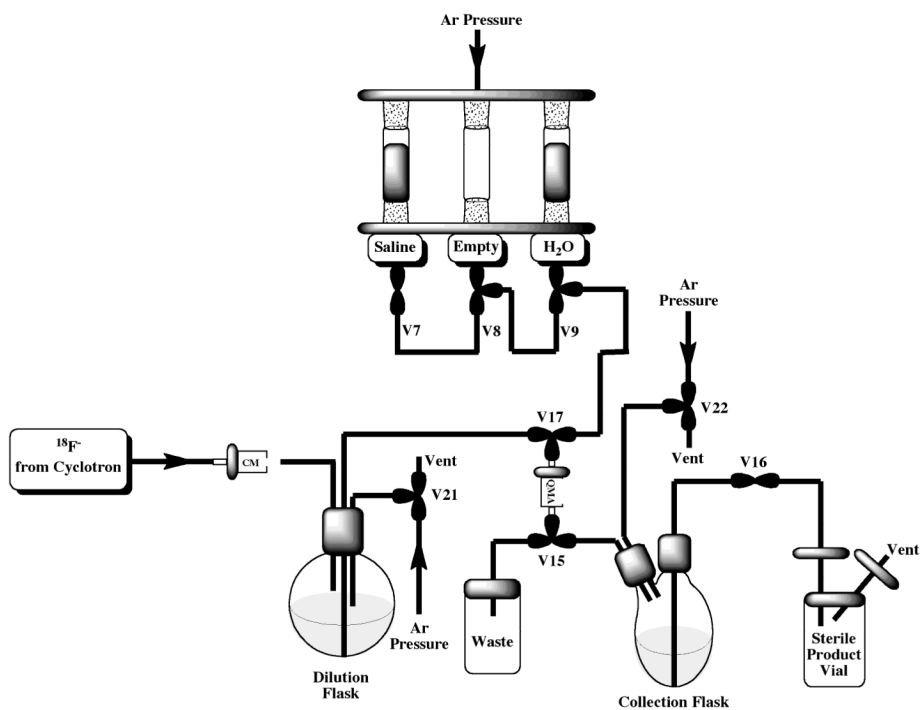 Ar Pressure
Saline
Empty
H₂O
V7
V8
V9
Ar
Pressure
V22
Vent
¹⁸F⁻
from Cyclotron
CM
V17
Vent
V21
QMA
V15
V16
Vent
Ar
Pressure
Waste
Sterile
Product
Vial
Dilution
Flask
Collection Flask